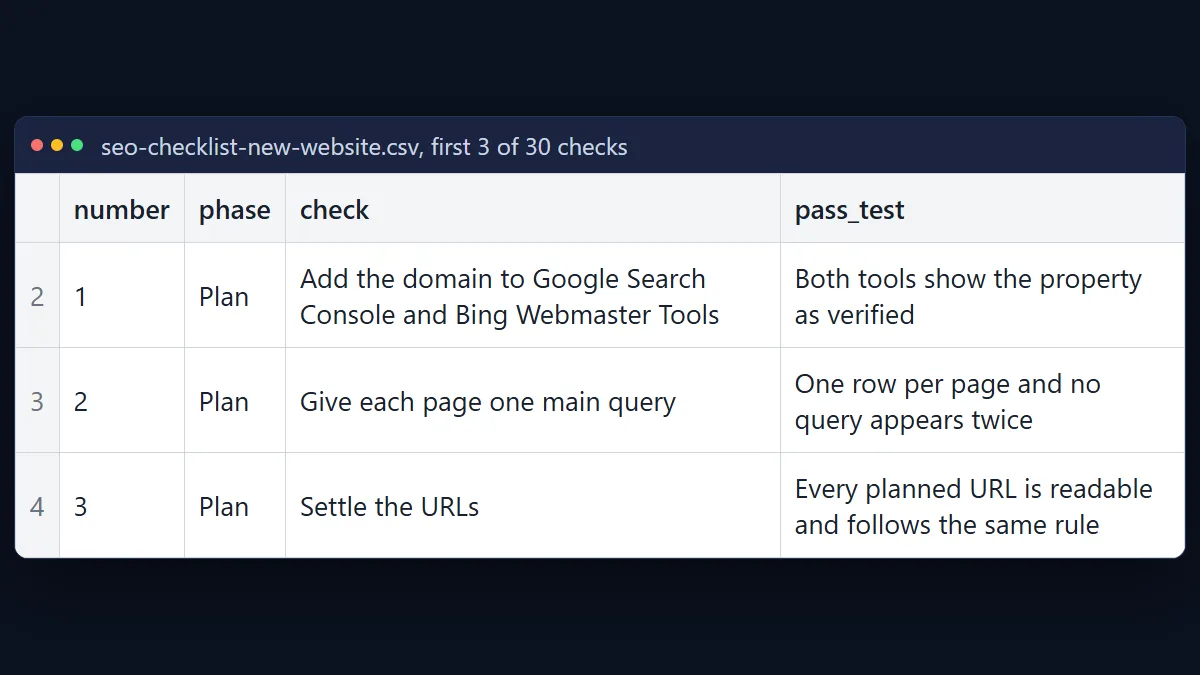 seo-checklist-new-website.csv, first 3 of 30 checks
number phase check pass_test
2 1 Plan Add the domain to Google Search Console and Bing Webmaster Tools Both tools show the property as verified
3 2 Plan Give each page one main query One row per page and no query appears twice
4 3 Plan Settle the URLs Every planned URL is readable and follows the same rule